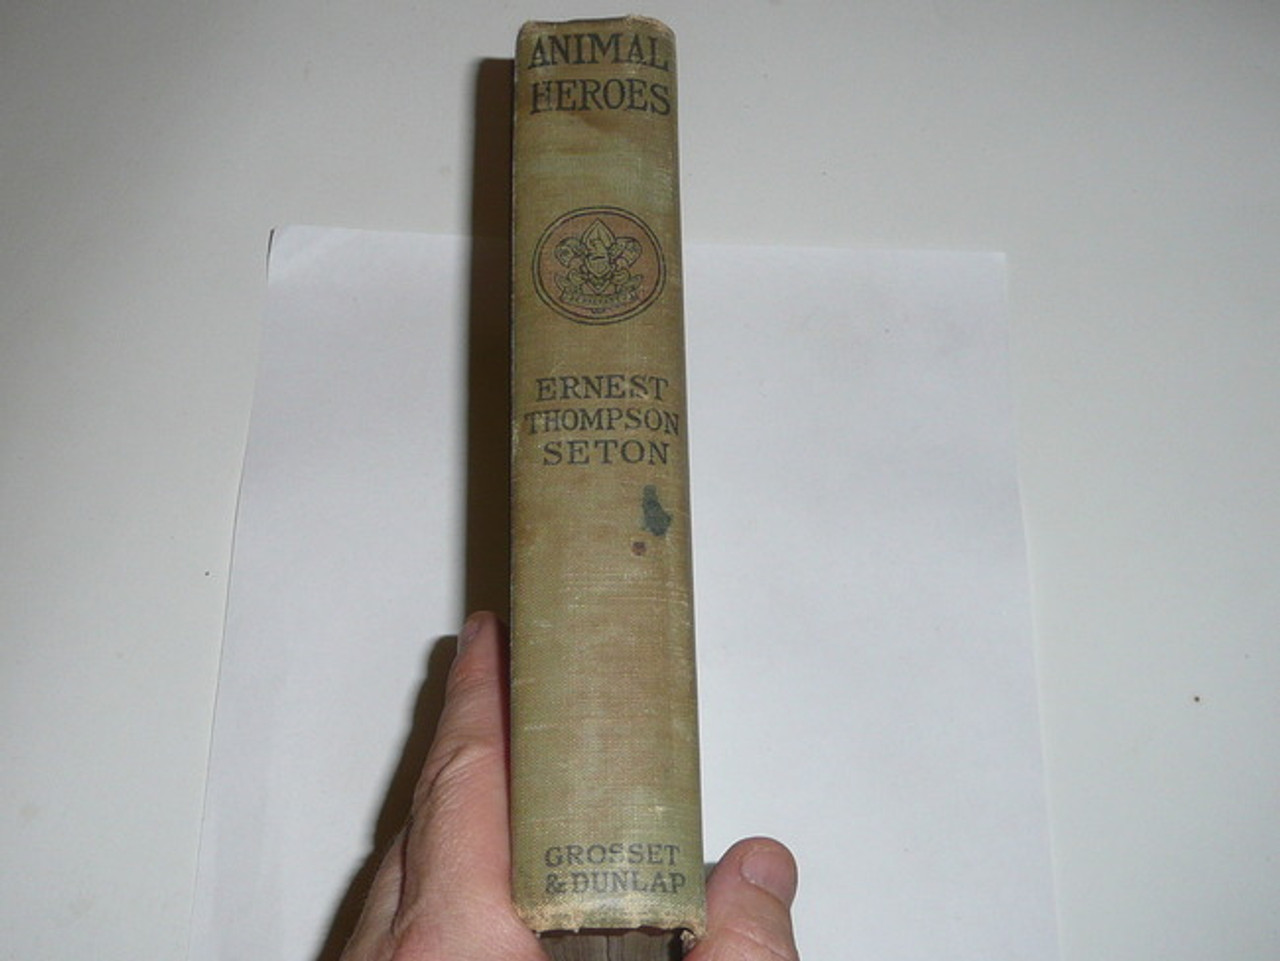 ANIMAL
HEROES
ERNEST
THOMPSON
SETON
GROSSET
& DUNLAP